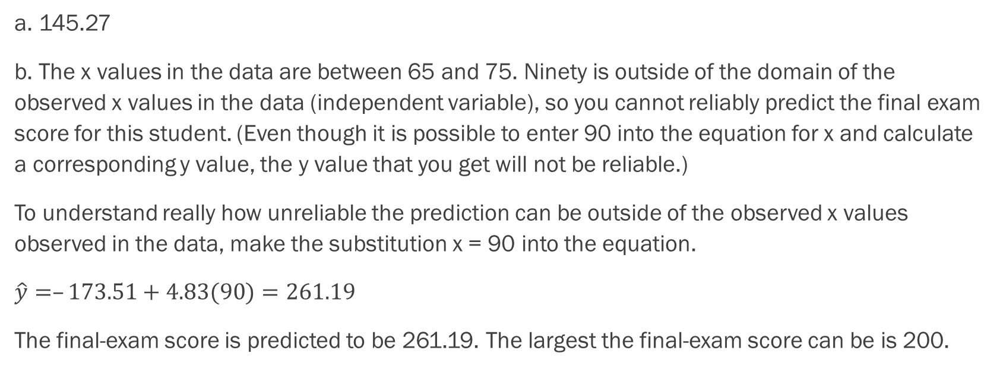 a. 145.27
b. The x values in the data are between 65 and 75. Ninety is outside of the domain of the
observed x values in the data (independent variable), so you cannot reliably predict the final exam
score for this student. (Even though it is possible to enter 90 into the equation for x and calculate
a corresponding y value, the y value that you get will not be reliable.)
To understand really how unreliable the prediction can be outside of the observed x values
observed in the data, make the substitution x = 90 into the equation.
ŷ =– 173.51 + 4.83(90) = 261.19
The final-exam score is predicted to be 261.19. The largest the final-exam score can be is 200.